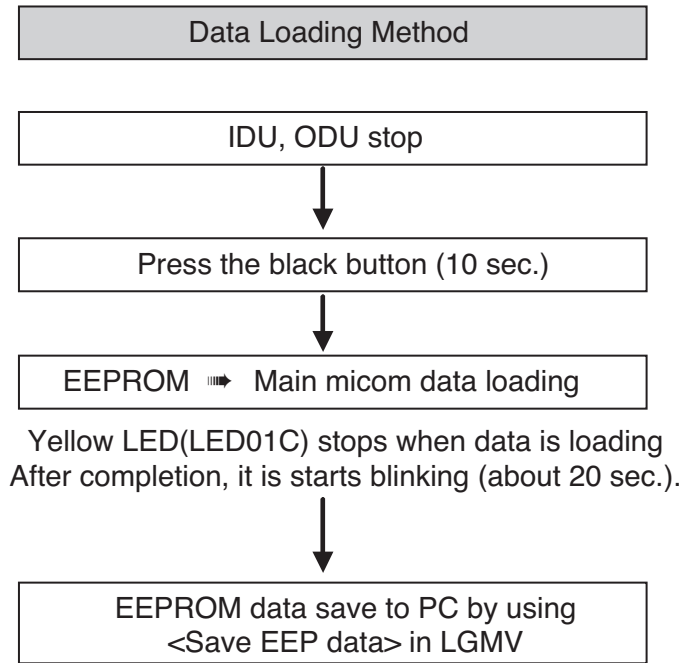 Data Loading Method
IDU, ODU stop
Press the black button (10 sec.)
EEPROM ➠ Main micom data loading
Yellow LED(LED01C) stops when data is loading
After completion, it is starts blinking (about 20 sec.).
EEPROM data save to PC by using
<Save EEP data> in LGMV